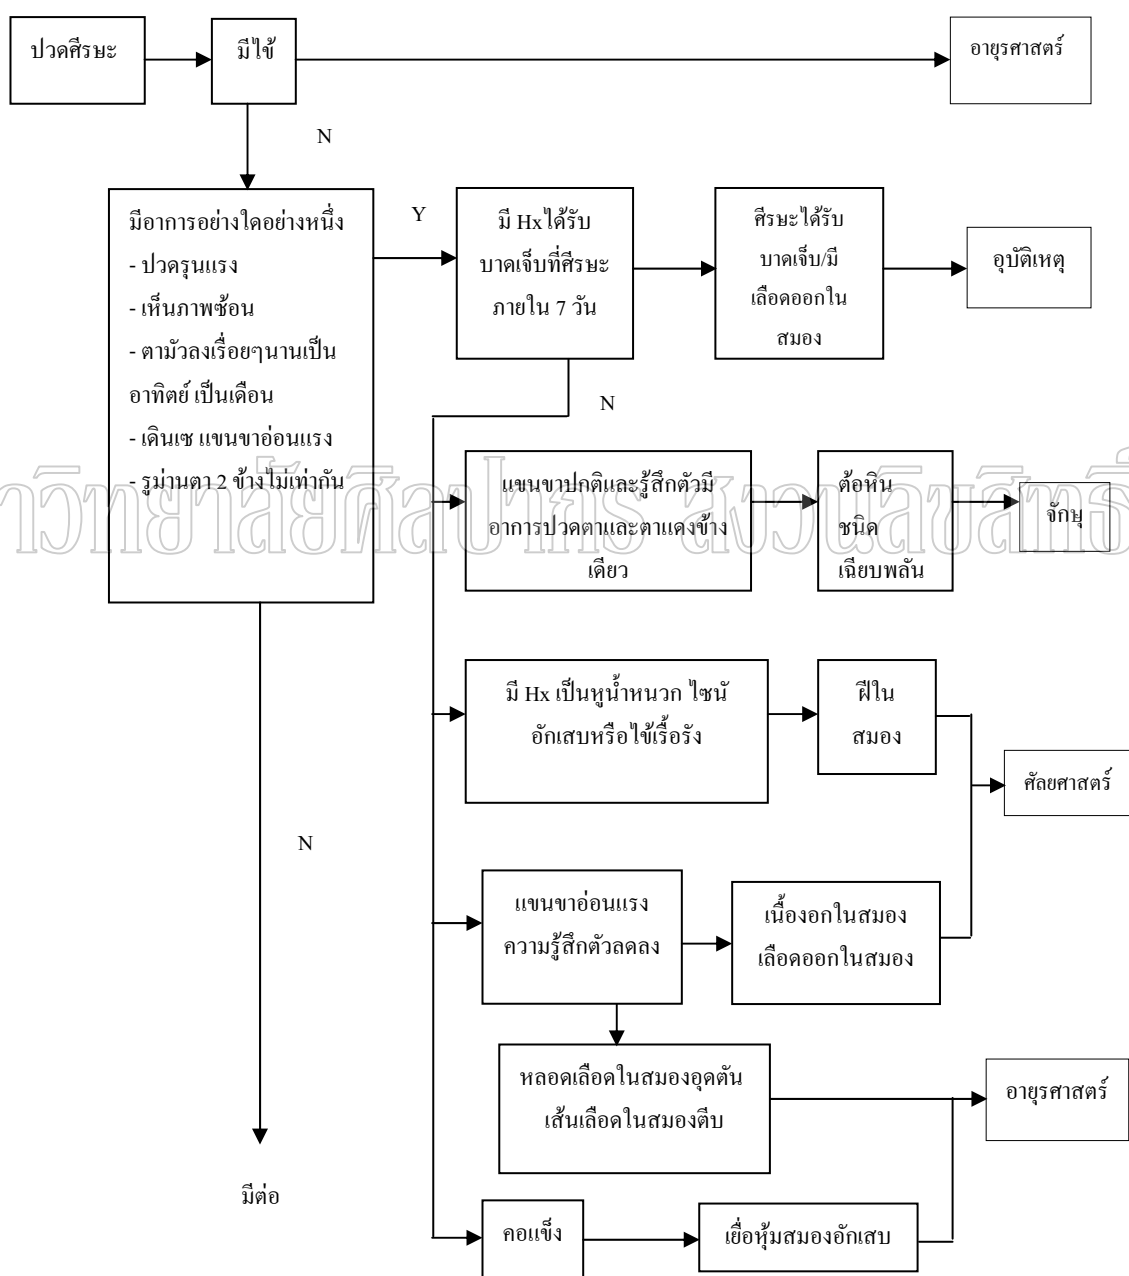 ปวดศีรษะ
มีไข้
อายุรศาสตร์
N
มีอาการอย่างใดอย่างหนึ่ง
- ปวดรุนแรง
- เห็นภาพซ้อน
- ตามัวลงเรื่อยๆนานเป็น
อาทิตย์ เป็นเดือน
- เดินเซ แขนขาอ่อนแรง
- รูม่านตา 2 ข้างไม่เท่ากัน
Y
มี Hx ได้รับ
บาดเจ็บที่ศีรษะ
ภายใน 7 วัน
ศีรษะได้รับ
บาดเจ็บ/มี
เลือดออกใน
สมอง
อุบัติเหตุ
N
แขนขาปกติและรู้สึกตัวมี
อาการปวดตาและตาแดงข้าง
เดียว
ต้อหิน
ชนิด
เฉียบพลัน
จักษุ
มี Hx เป็นหูน้ำหนวก ไซนั
อักเสบหรือไข้เรื้อรัง
ฝีใน
สมอง
ศัลยศาสตร์
N
แขนขาอ่อนแรง
ความรู้สึกตัวลดลง
เนื้องอกในสมอง
เลือดออกในสมอง
หลอดเลือดในสมองอุดตัน
เส้นเลือดในสมองตีบ
อายุรศาสตร์
มีต่อ
คอแข็ง
เยื่อหุ้มสมองอักเสบ